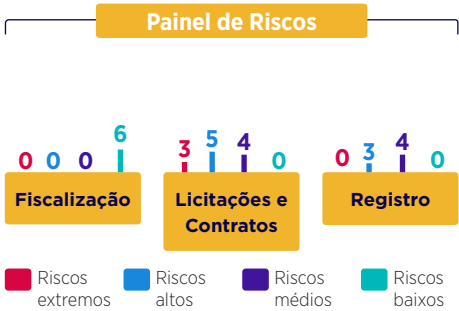 Painel de Riscos
0 0 0 6
3 5 4 0
0 3 4 0
Fiscalização
Licitações e
Contratos
Registro
Riscos
extremos
Riscos
altos
Riscos
médios
Riscos
baixos